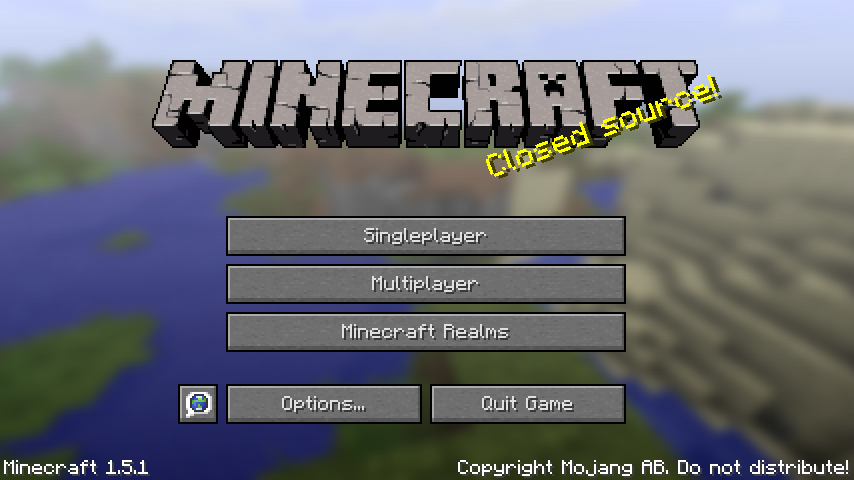 MINECRAFT
Closed source!
Singleplayer
Multiplayer
Minecraft Realms
Options...
Quit Game
Minecraft 1.5.1
Copyright Mojang AB. Do not distribute!